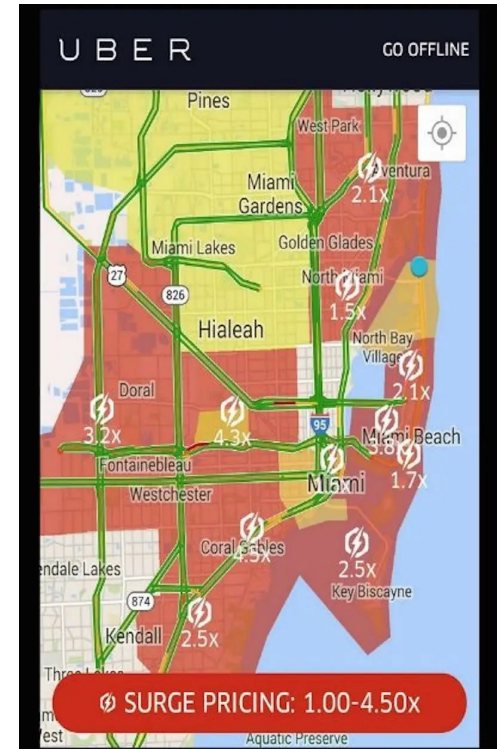 UBER
GO OFFLINE
Pines
West Park
Aventura
2.1x
Miami
Gardens
Golden Glades
Miami Lakes
North Miami
27
826
1.5x
Hialeah
North Bay
Village
2.1x
Doral
3.2x
4.3x
95
Miami Beach
1.7x
Fontainebleau
Miami
Westchester
Coral Gables
2.5x
Key Biscayne
874
Kendall
2.5x
SURGE PRICING: 1.00-4.50x
Aquatic Preserve